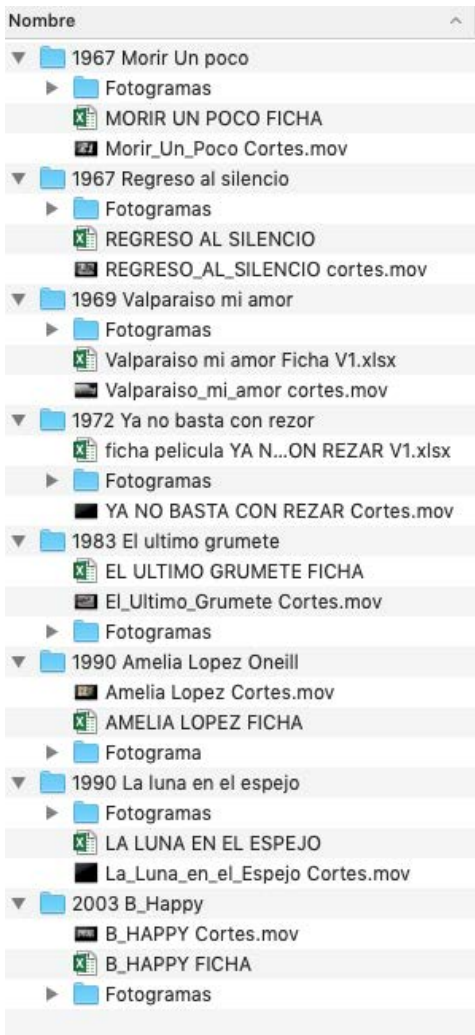 Nombre
1967 Morir Un poco
Fotogramas
MORIR UN POCO FICHA
Morir_Un_Poco Cortes.mov
1967 Regreso al silencio
Fotogramas
REGRESO AL SILENCIO
REGRESO_AL_SILENCIO cortes.mov
1969 Valparaiso mi amor
Fotogramas
Valparaiso mi amor Ficha V1.xlsx
Valparaiso_mi_amor cortes.mov
1972 Ya no basta con rezor
ficha pelicula YA N...ON REZAR V1.xlsx
Fotogramas
YA NO BASTA CON REZAR Cortes.mov
1983 El ultimo grumete
EL ULTIMO GRUMETE FICHA
El_Ultimo_Grumete Cortes.mov
Fotogramas
1990 Amelia Lopez Oneill
Amelia Lopez Cortes.mov
AMELIA LOPEZ FICHA
Fotograma
1990 La luna en el espejo
Fotogramas
LA LUNA EN EL ESPEJO
La_Luna_en_el_Espejo Cortes.mov
2003 B_Happy
B_HAPPY Cortes.mov
B_HAPPY FICHA
Fotogramas